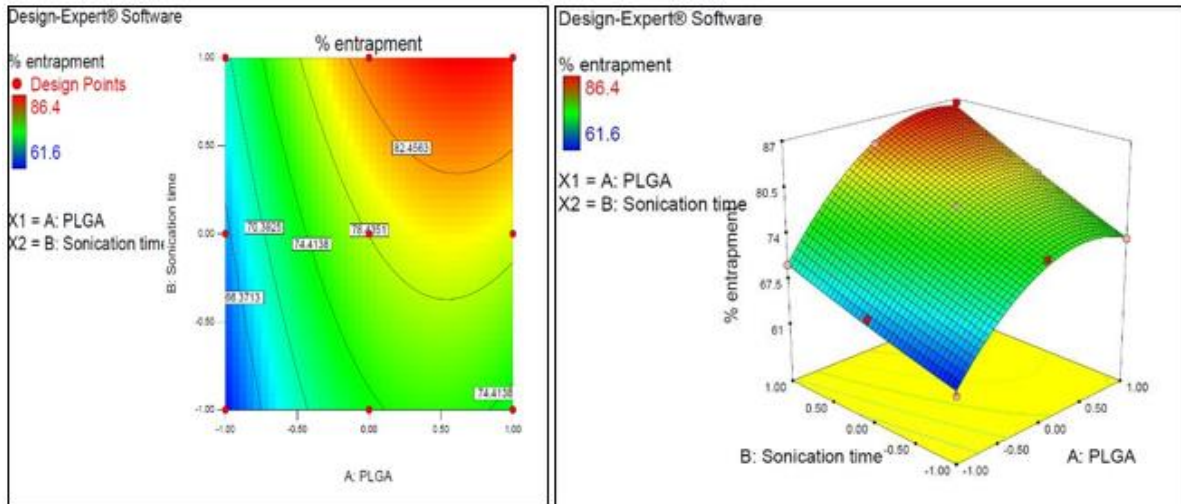 Design-Expert® Software
% entrapment
% entrapment
Design Points
86.4
61.6
X1 = A: PLGA
X2 = B: Sonication time
B: Sonication time
1.00
0.50
0.00
-0.50
-1.00
82.4563
70.3925
74.4138
78.4351
66.3713
74.4138
-1.00
-0.50
0.00
0.50
1.00
A: PLGA
Design-Expert® Software
% entrapment
86.4
61.6
X1 = A: PLGA
X2 = B: Sonication time
% entrapment
87
80.5
74
67.5
61
1.00
0.50
0.00
-0.50
-1.00
B: Sonication time
1.00
0.50
0.00
-0.50
-1.00
A: PLGA